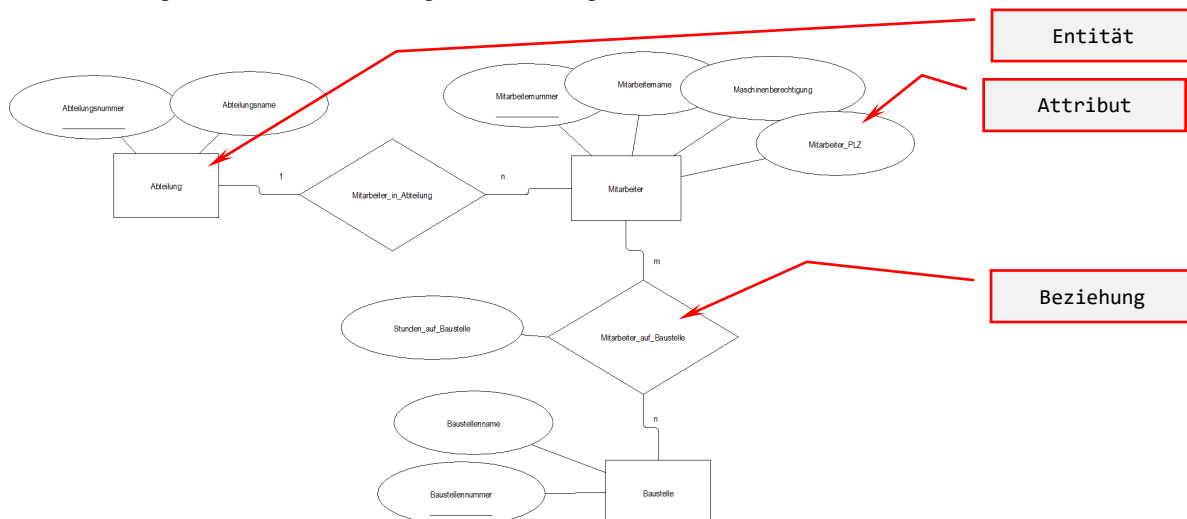 Entität
Attribut
Beziehung
Abteilungsnummer
Abteilungsname
Mitarbeiternummer
Mitarbeitername
Maschinenberechtigung
Mitarbeiter_PLZ
Abteilung
1
Mitarbeiter_in_Abteilung
n
Mitarbeiter
m
Stunden_auf_Baustelle
Mitarbeiter_auf_Baustelle
n
Baustellenname
Baustellennummer
Baustelle